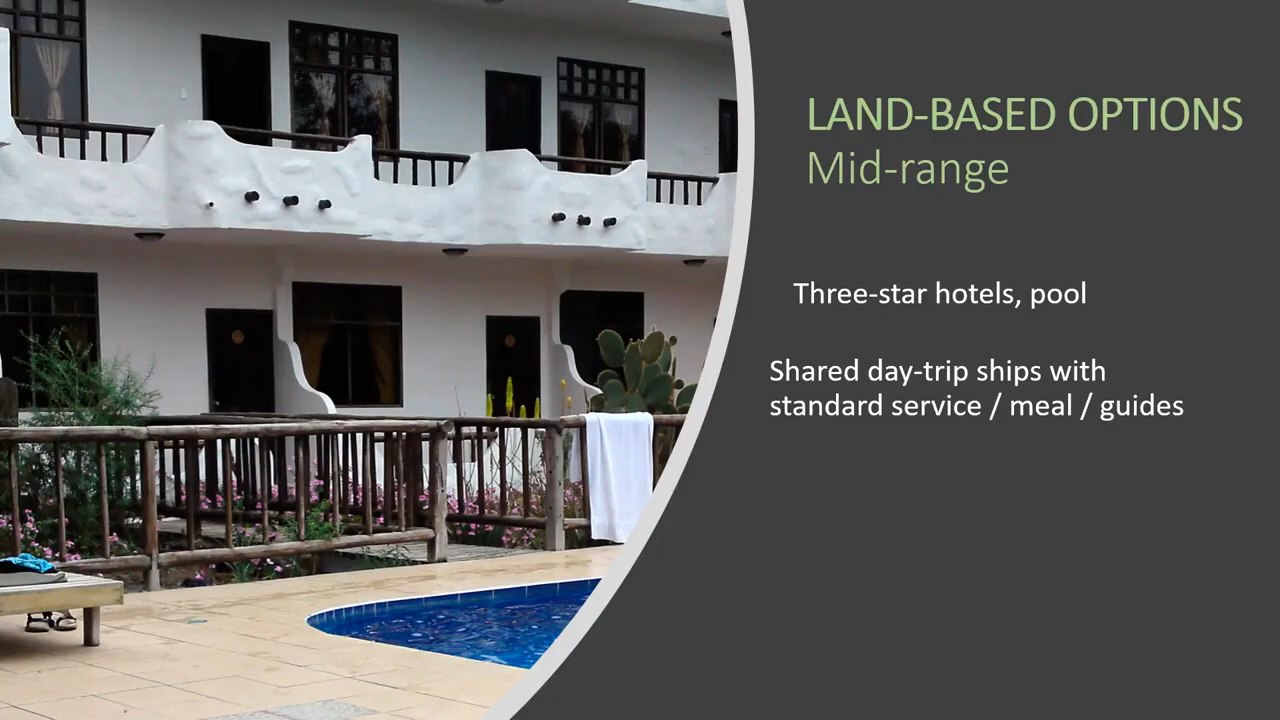 LAND-BASED OPTIONS
Mid-range
Three-star hotels, pool
Shared day-trip ships with
standard service / meal / guides